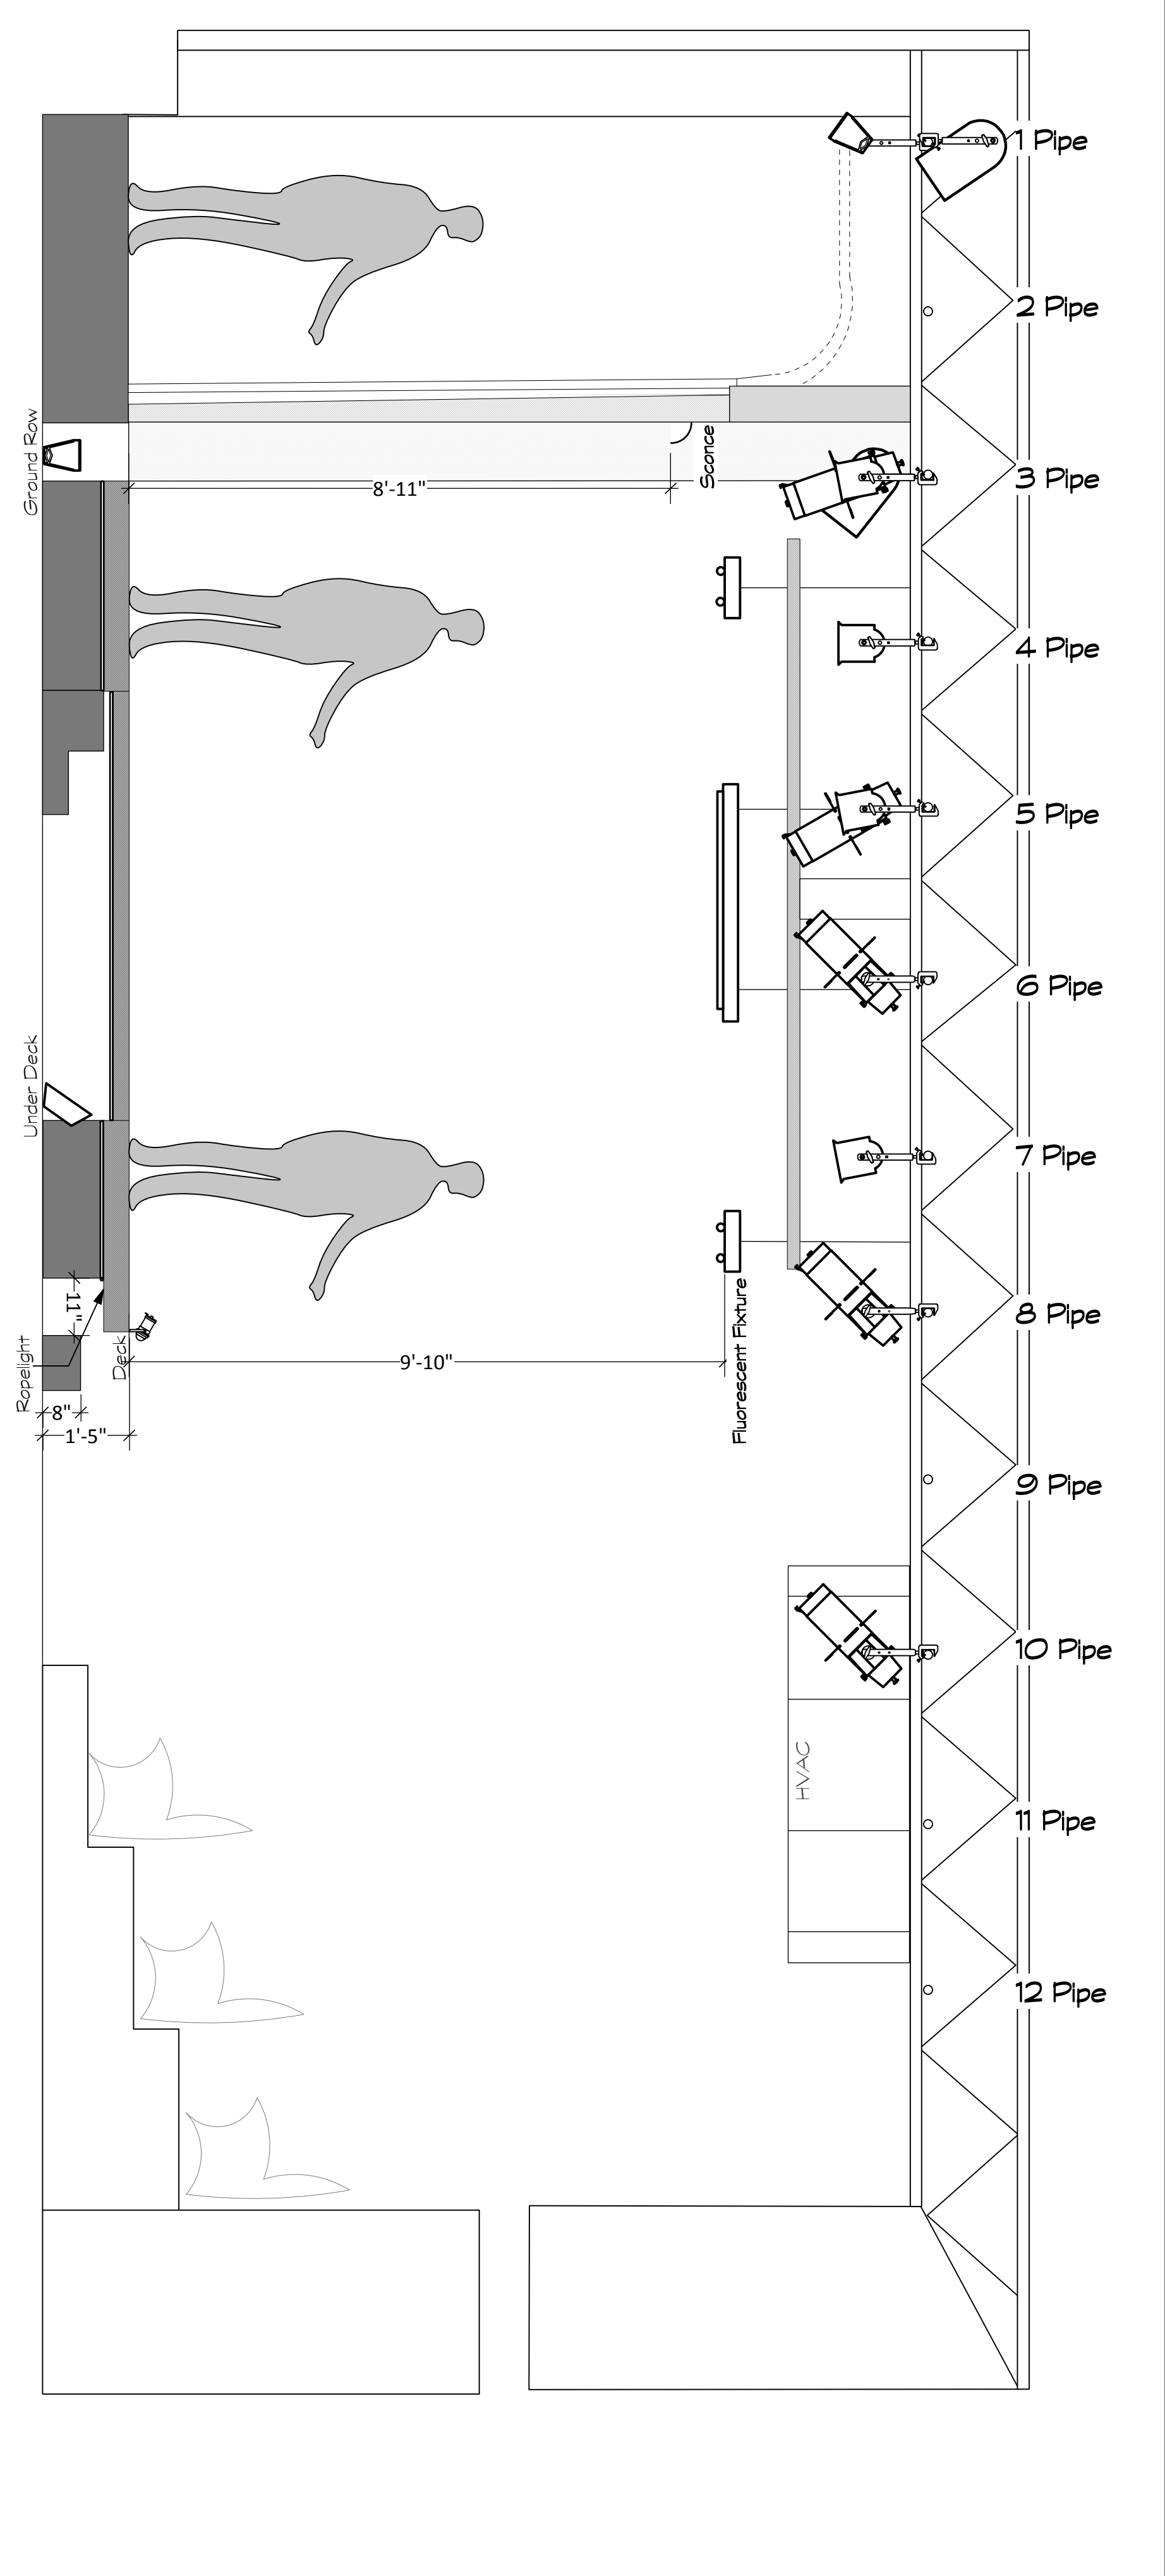 1 Pipe
2 Pipe
Ground Row
Sconce
3 Pipe
8'-11"
4 Pipe
5 Pipe
6 Pipe
Under Deck
7 Pipe
11"
8 Pipe
Ropelight
Deck
9'-10"
Fluorescent Fixture
8"
1'-5"
9 Pipe
10 Pipe
HVAC
11 Pipe
12 Pipe